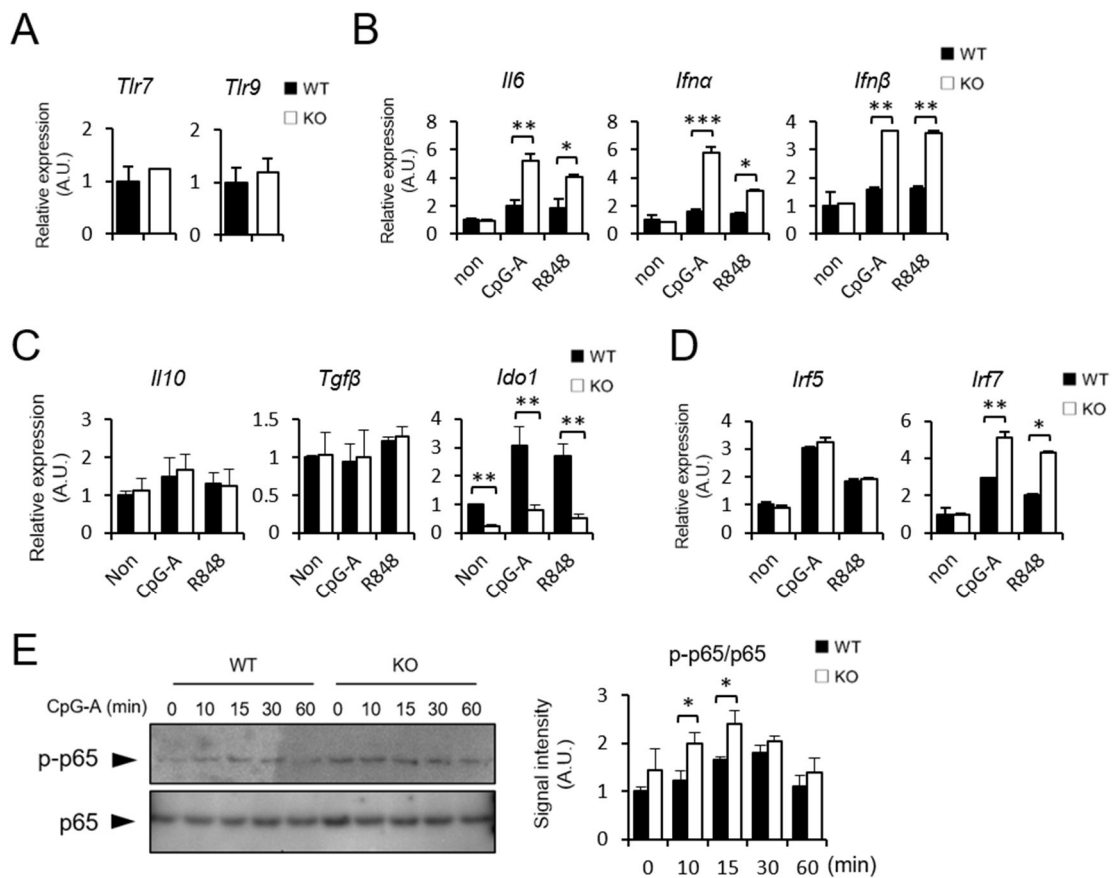 A
Tlr7
Tlr9
WT
KO
Relative expression
(A.U.)
2
1
0
2
1
0
B
WT
KO
Il6
Ifnα
Ifnβ
Relative expression
(A.U.)
8
6
4
2
0
8
6
4
2
0
4
3
2
1
0
** *
*** *
** **
non CpG-A R848
non CpG-A R848
non CpG-A R848
C
WT
KO
Il10
Tgfβ
Ido1
Relative expression
(A.U.)
3
2
1
0
1.5
1
0.5
0
4
3
2
1
0
** ** **
Non CpG-A R848
Non CpG-A R848
Non CpG-A R848
D
WT
KO
Irf5
Irf7
Relative expression
(A.U.)
4
3
2
1
0
6
4
2
0
** *
non CpG-A R848
non CpG-A R848
E
WT KO
CpG-A (min) 0 10 15 30 60 0 10 15 30 60
p-p65
p65
p-p65/p65
WT
KO
Signal intensity
(A.U.)
3
2
1
0
* *
0 10 15 30 60 (min)